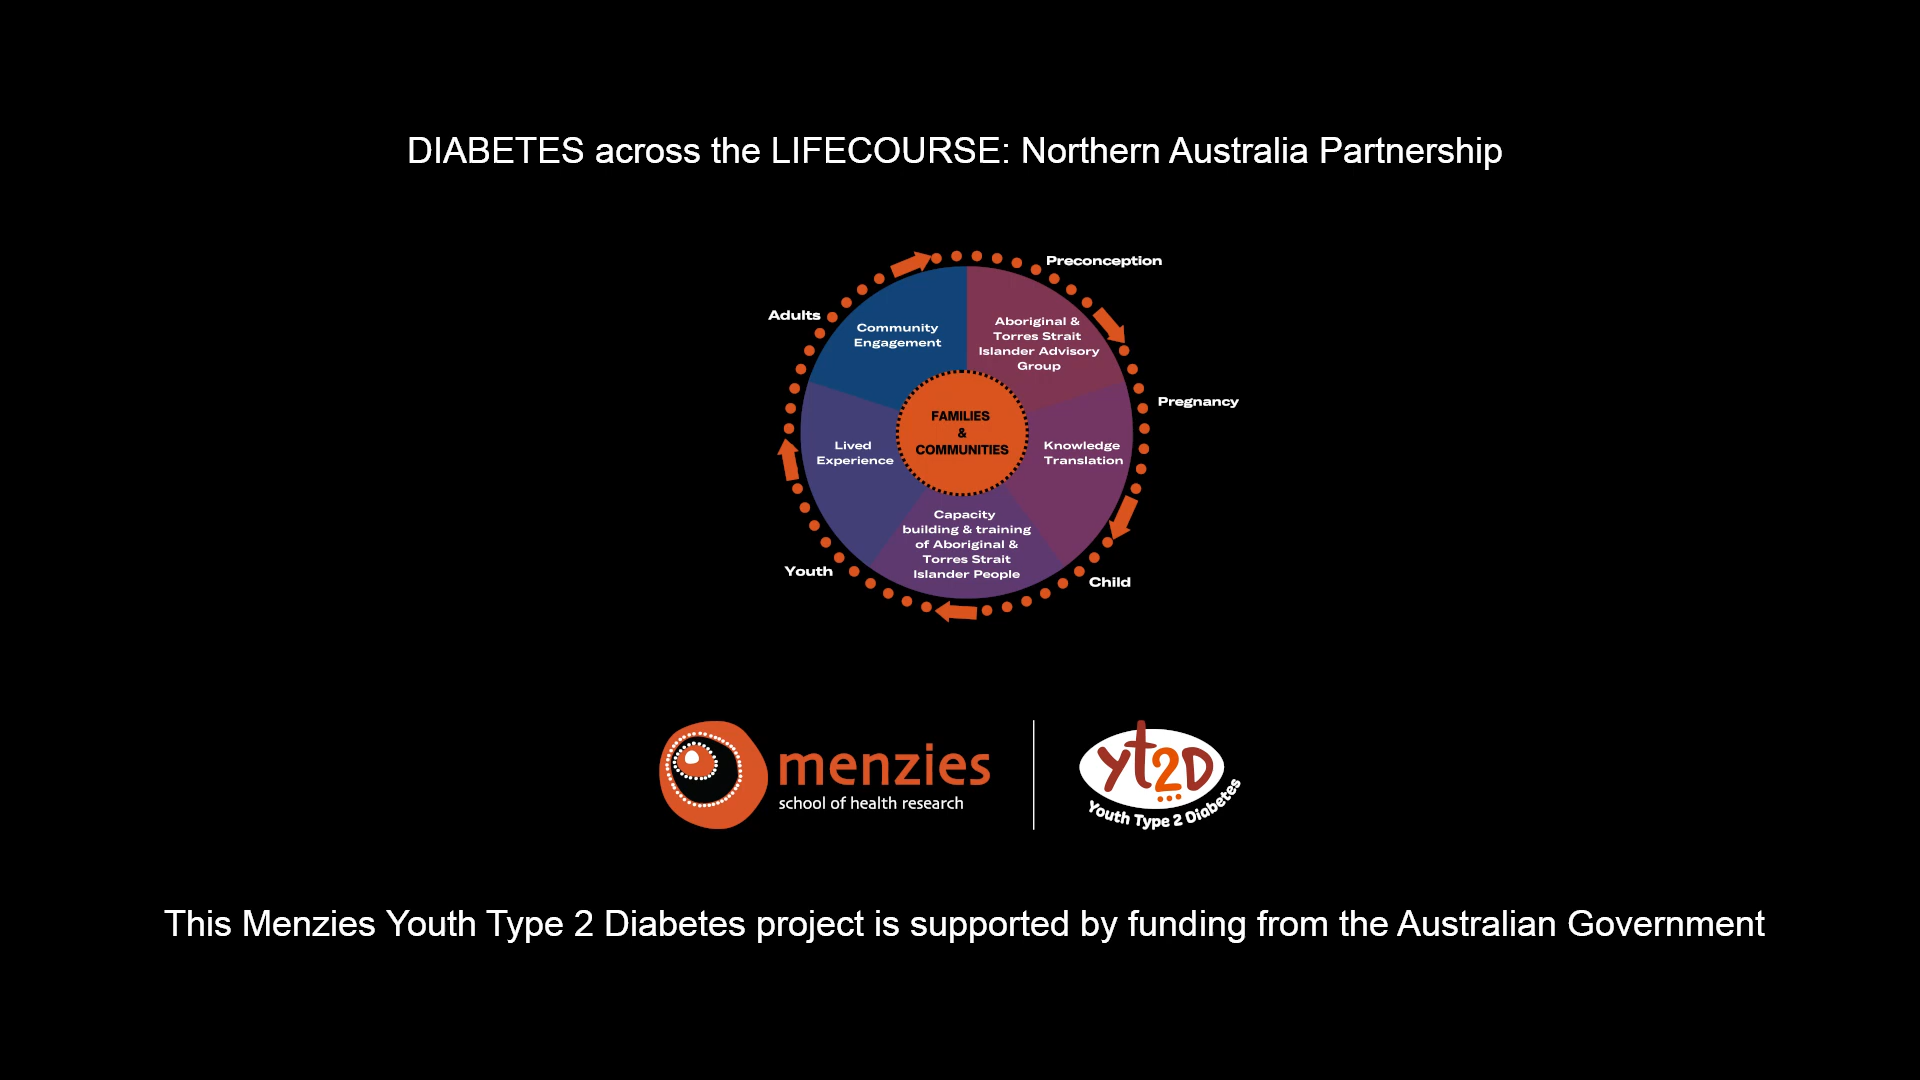 DIABETES across the LIFECOURSE: Northern Australia Partnership
Preconception
Adults
Community
Engagement
Aboriginal &
Torres Strait
Islander Advisory
Group
Pregnancy
FAMILIES
&
COMMUNITIES
Lived
Experience
Knowledge
Translation
Capacity
building & training
of Aboriginal &
Torres Strait
Islander People
Youth
Child
menzies
school of health research
yt2D
Youth Type 2 Diabetes
This Menzies Youth Type 2 Diabetes project is supported by funding from the Australian Government